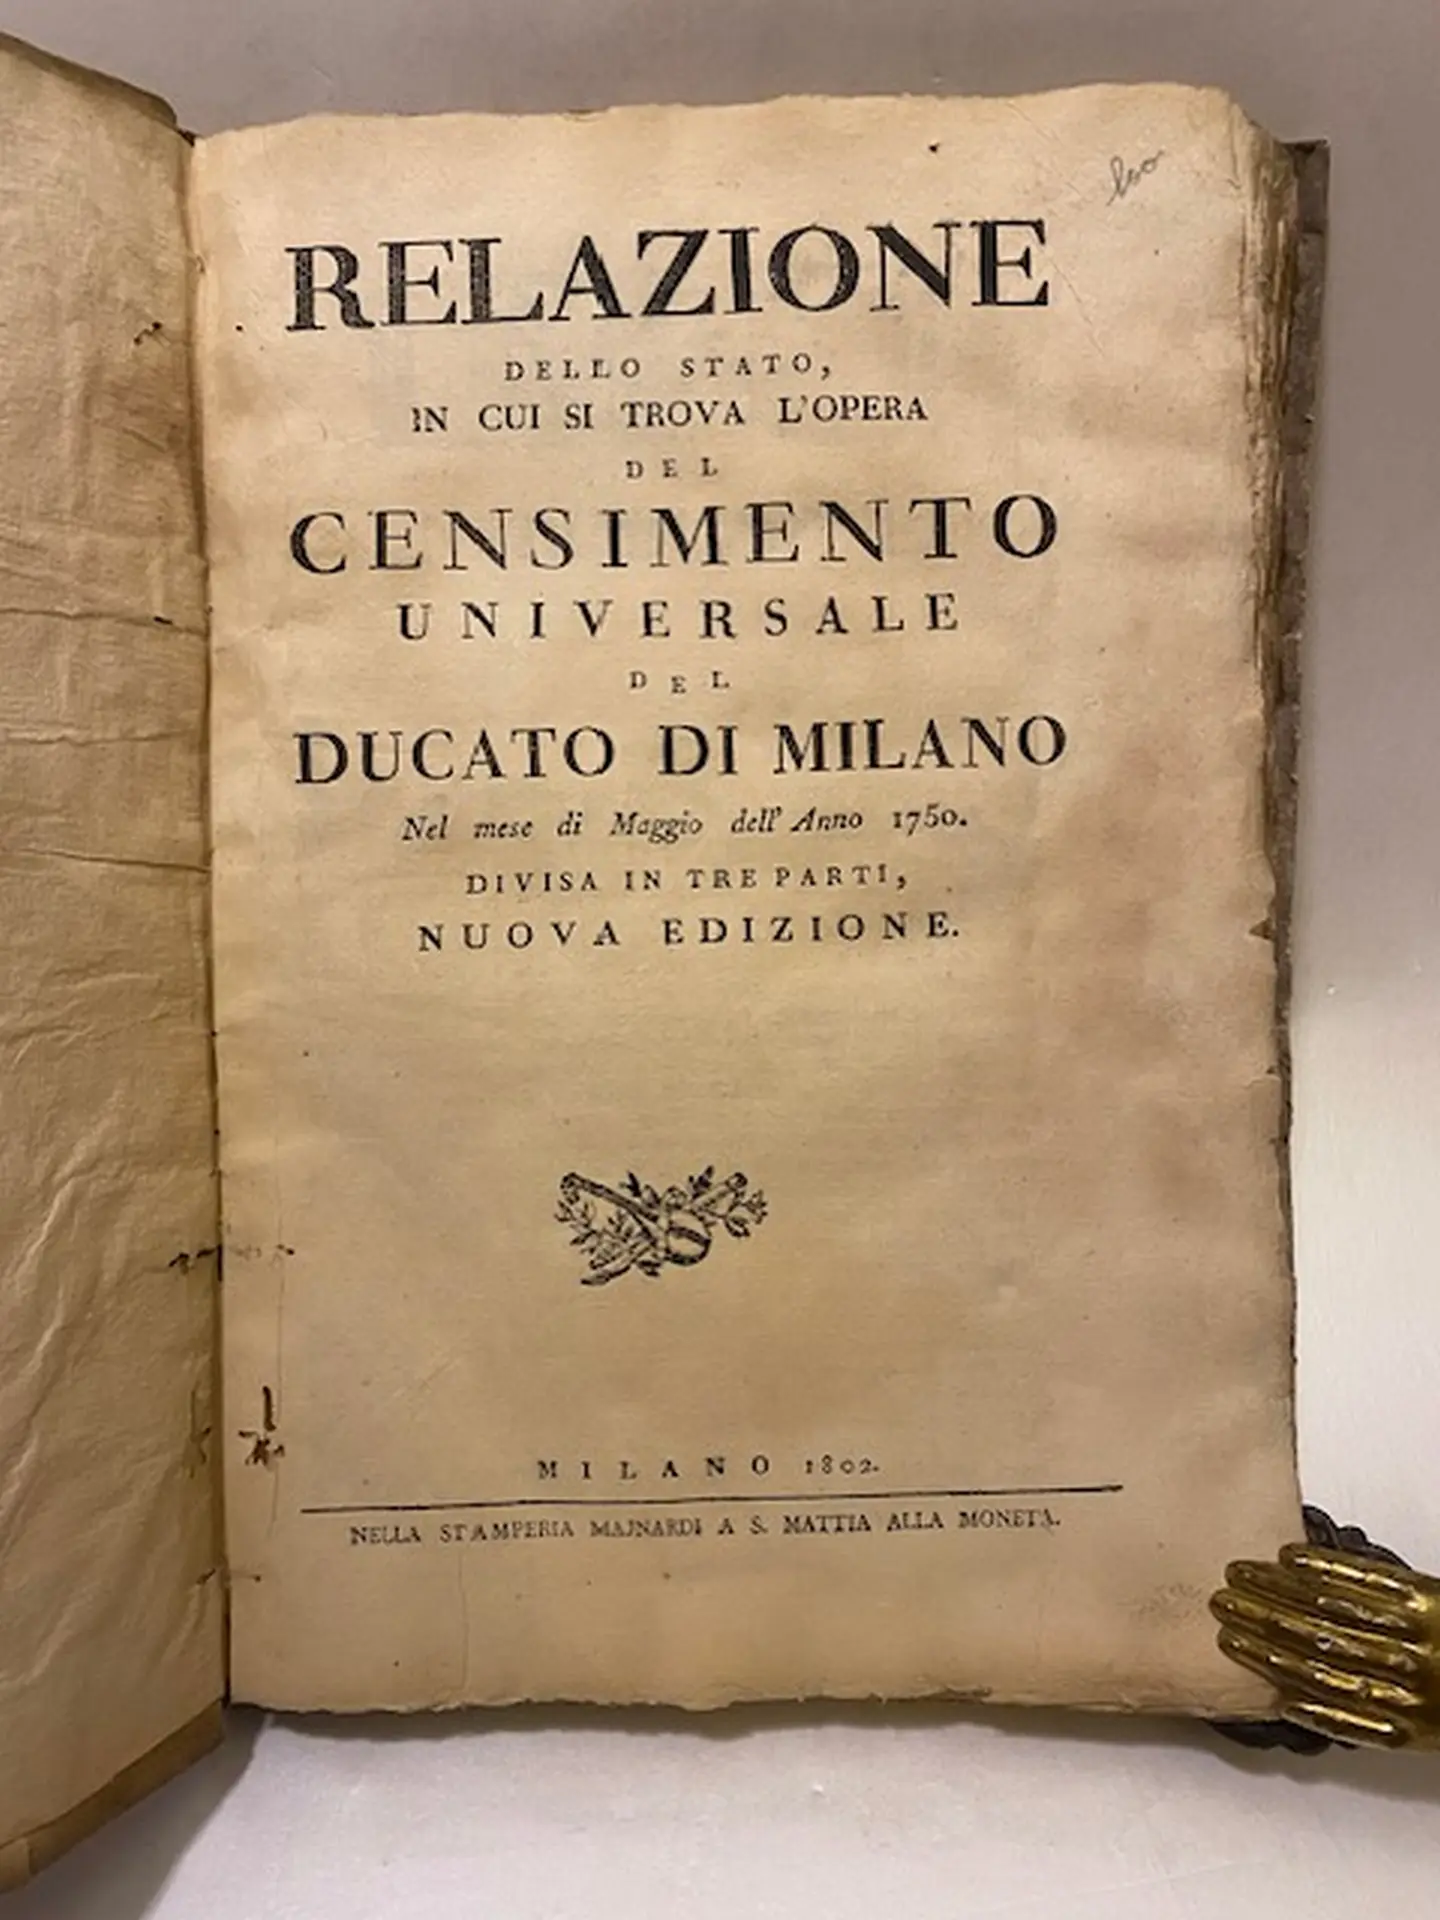 RELAZIONE
DELLO STATO,
IN CUI SI TROVA L'OPERA
DEL
CENSIMENTO
UNIVERSALE
DEL
DUCATO DI MILANO
Nel mese di Maggio dell' Anno 1750.
DIVISA IN TRE PARTI,
NUOVA EDIZIONE.
MILANO 1802.
NELLA STAMPERIA MAJNARDI A S. MATTIA ALLA MONETA.